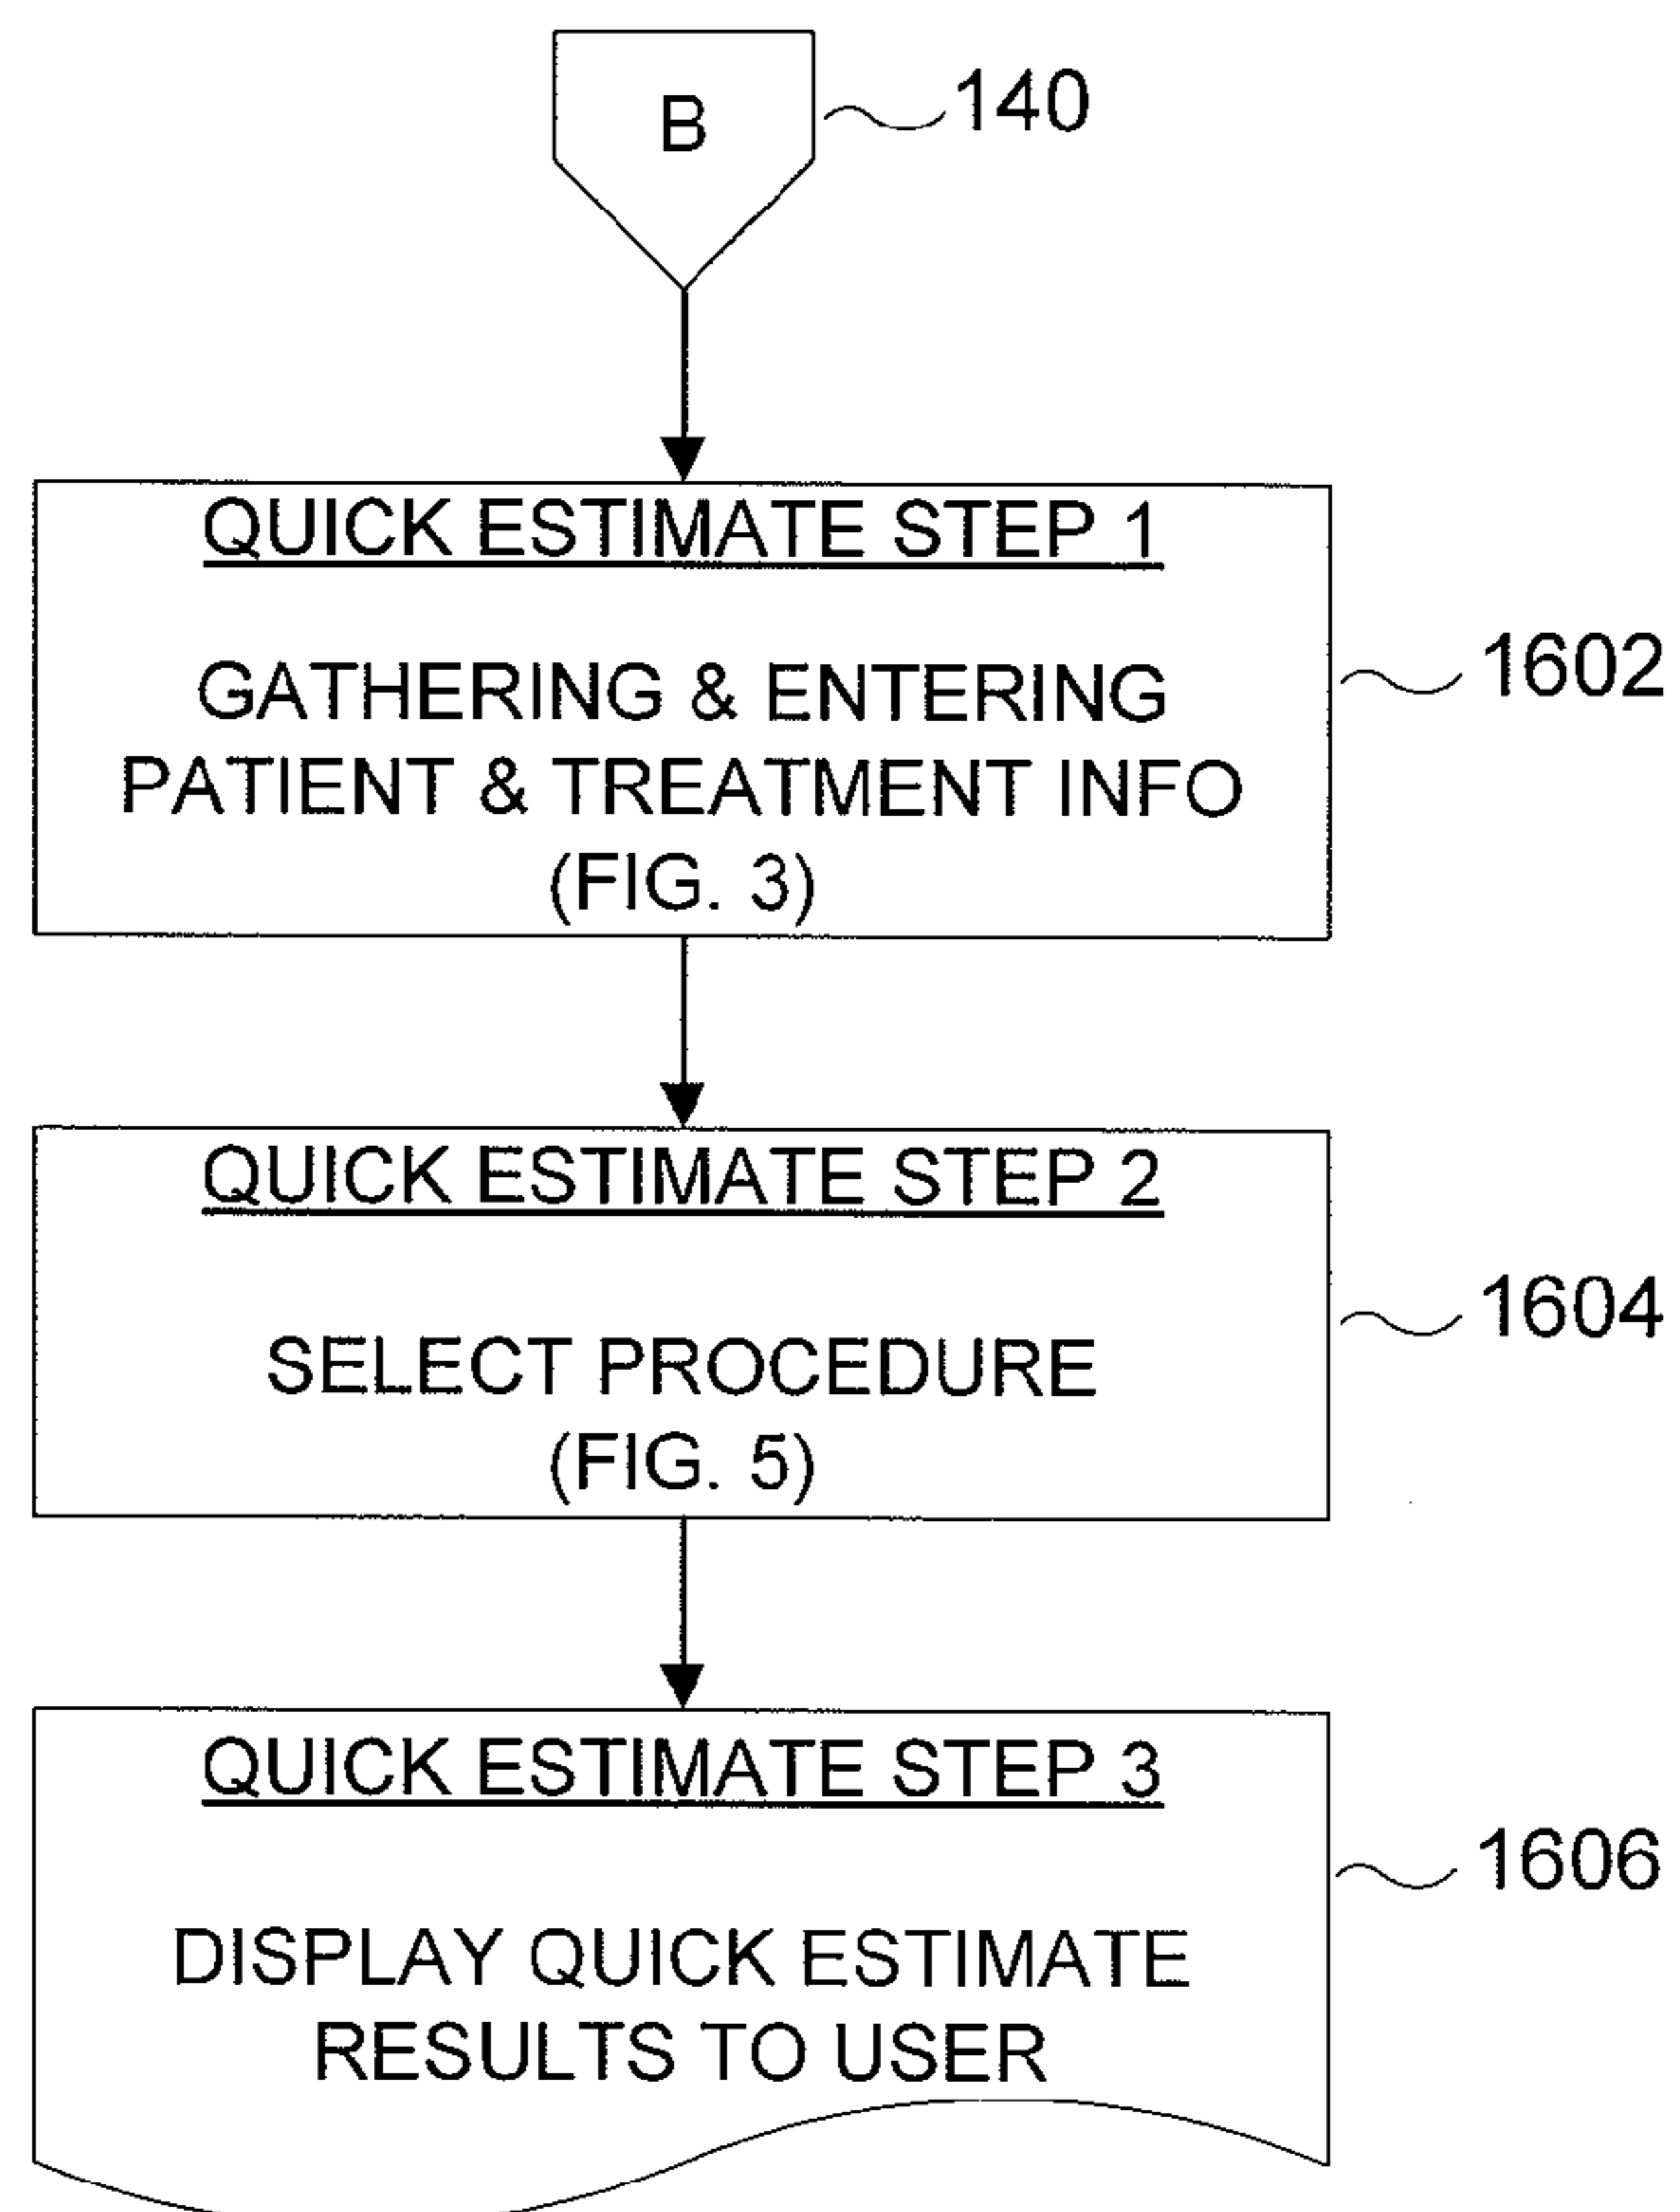 B
140
QUICK ESTIMATE STEP 1
GATHERING & ENTERING
PATIENT & TREATMENT INFO
(FIG. 3)
1602
QUICK ESTIMATE STEP 2
SELECT PROCEDURE
(FIG. 5)
1604
QUICK ESTIMATE STEP 3
DISPLAY QUICK ESTIMATE
RESULTS TO USER
1606